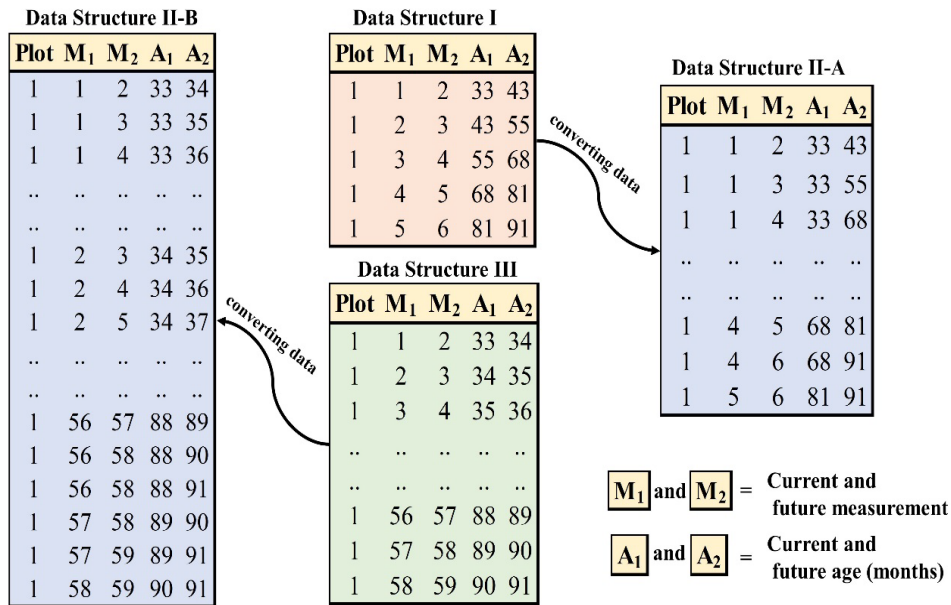 Data Structure II-B
Plot M₁ M₂ A₁ A₂
1 1 2 33 34
1 1 3 33 35
1 1 4 33 36
.. .. .. .. ..
.. .. .. .. ..
1 2 3 34 35
1 2 4 34 36
1 2 5 34 37
.. .. .. .. ..
.. .. .. .. ..
1 56 57 88 89
1 56 58 88 90
1 56 58 88 91
1 57 58 89 90
1 57 59 89 91
1 58 59 90 91
Data Structure I
Plot M₁ M₂ A₁ A₂
1 1 2 33 43
1 2 3 43 55
1 3 4 55 68
1 4 5 68 81
1 5 6 81 91
converting data
Data Structure II-A
Plot M₁ M₂ A₁ A₂
1 1 2 33 43
1 1 3 33 55
1 1 4 33 68
.. .. .. .. ..
.. .. .. .. ..
1 4 5 68 81
1 4 6 68 91
1 5 6 81 91
Data Structure III
Plot M₁ M₂ A₁ A₂
1 1 2 33 34
1 2 3 34 35
1 3 4 35 36
.. .. .. .. ..
.. .. .. .. ..
1 56 57 88 89
1 57 58 89 90
1 58 59 90 91
converting data
M₁ and M₂ = Current and
future measurement
A₁ and A₂ = Current and
future age (months)